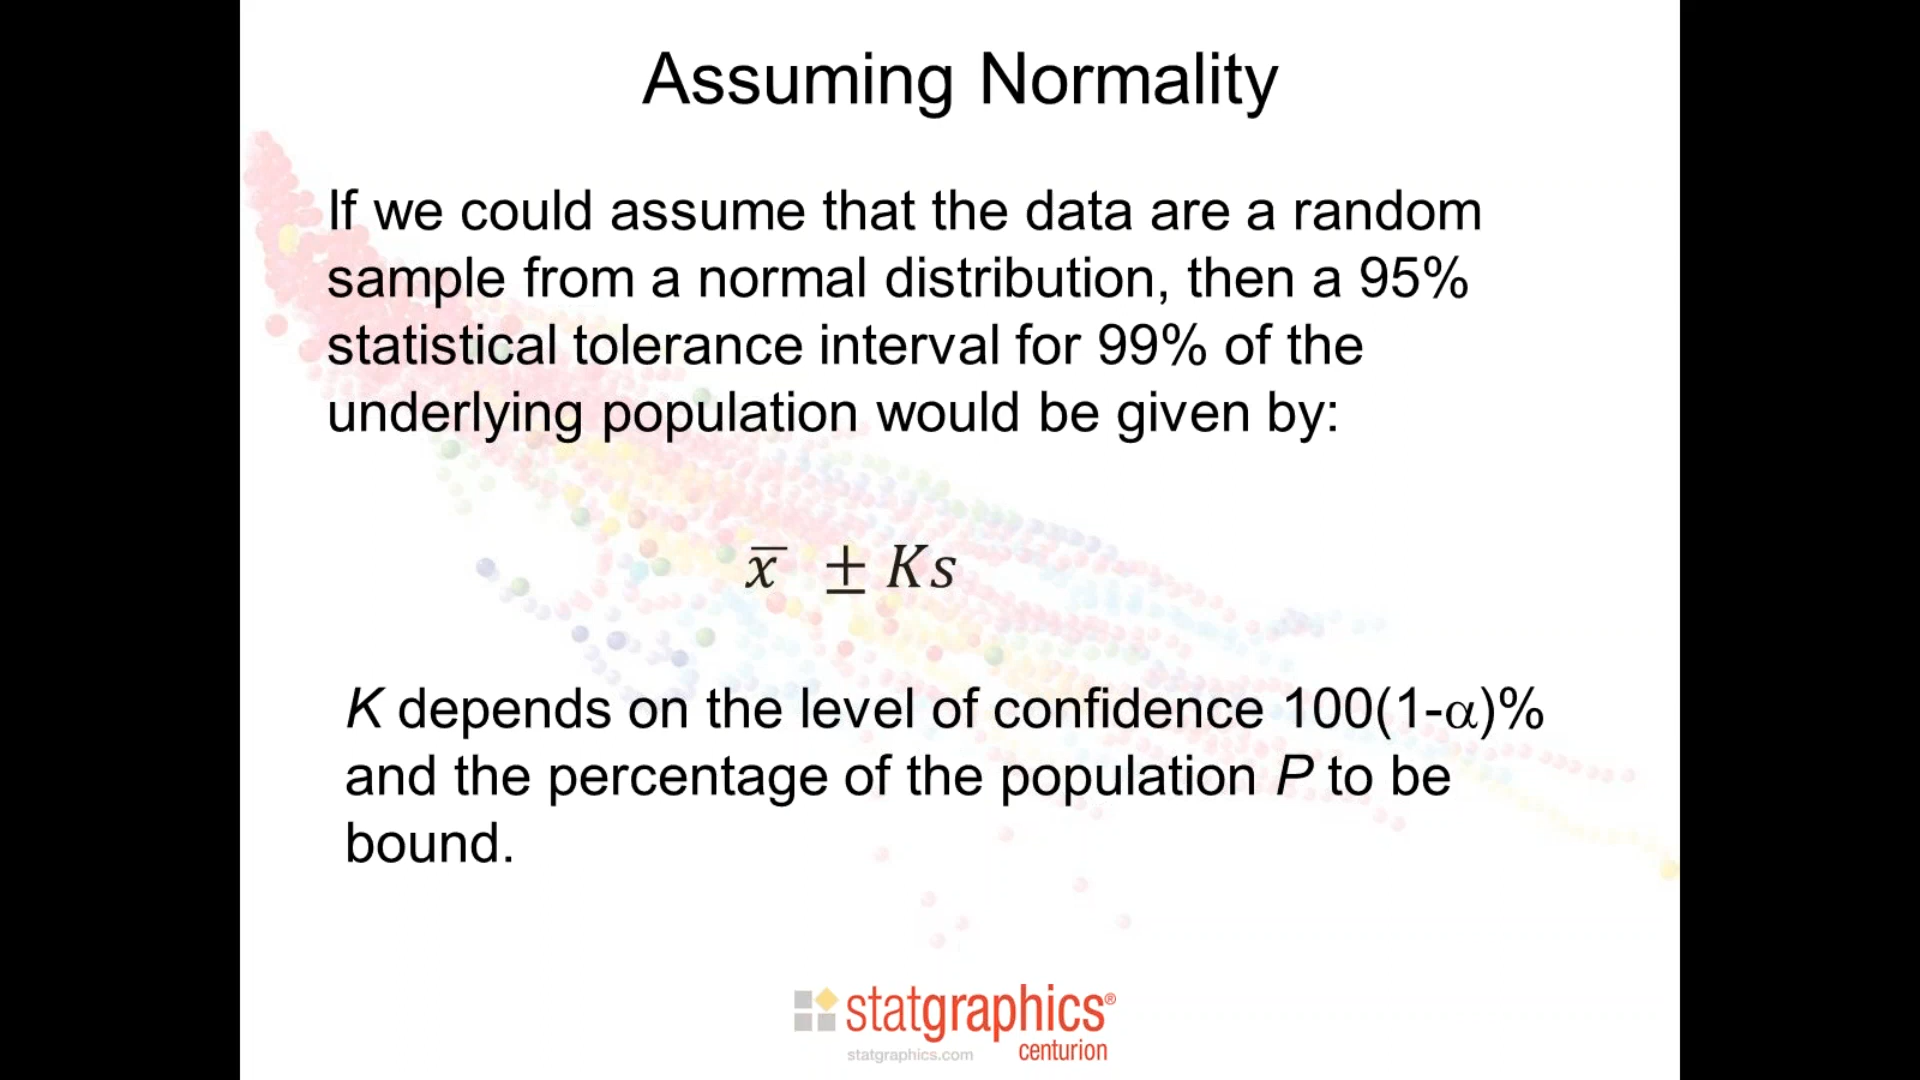 Assuming Normality
If we could assume that the data are a random
sample from a normal distribution, then a 95%
statistical tolerance interval for 99% of the
underlying population would be given by:
x̅ ± Ks
K depends on the level of confidence 100(1-α)%
and the percentage of the population P to be
bound.
statgraphics®
statgraphics.com centurion